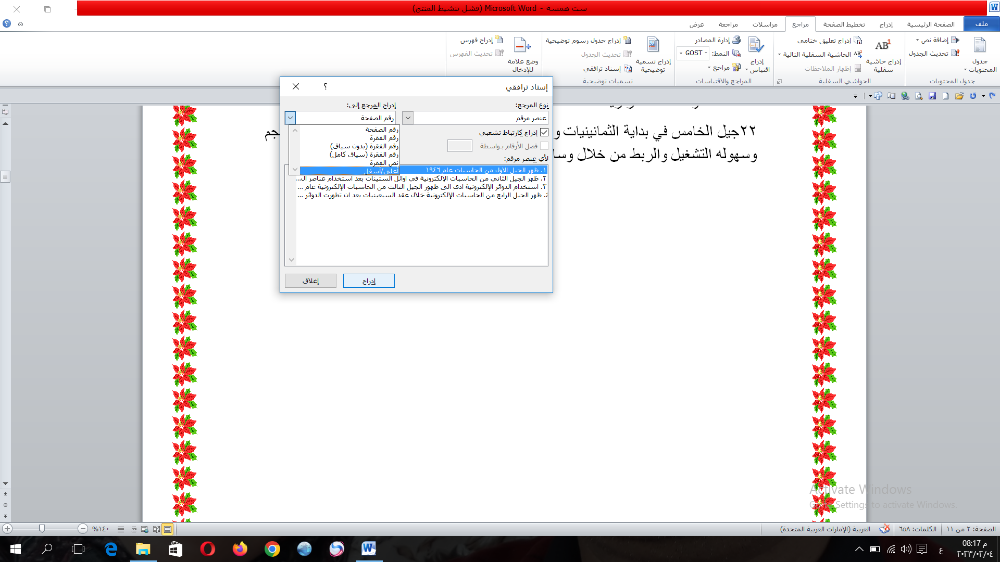 ست همسة - Microsoft Word (فشل تنشيط المنتج)
ملف
الصفحة الرئيسية
إدراج
تخطيط الصفحة
مراجع
مراسلات
مراجعة
عرض
جدول المحتويات
إضافة نص
تحديث الجدول
جدول المحتويات
إدراج حاشية سفلية
AB1
إدراج تعليق ختامي
الحاشية السفلية التالية
إظهار الملاحظات
الحواشي السفلية
إدراج اقتباس
إدارة المصادر
النمط: GOST -
مراجع
المراجع والاقتباسات
إدراج تسمية توضيحية
إدراج جدول رسوم توضيحية
تحديث الجدول
إسناد ترافقي
تسميات توضيحية
وضع علامة للإدخال
إدراج فهرس
تحديث الفهرس
إسناد ترافقي
؟
نوع المرجع:
إدراج المرجع إلى:
عنصر مرقم
رقم الصفحة
إدراج كارتباط تشعبي
فصل الأرقام بواسطة
لأي عنصر مرقم:
رقم الصفحة
رقم الفقرة
رقم الفقرة (بدون سياق)
رقم الفقرة (سياق كامل)
نص الفقرة
أعلى/أسفل
١. ظهر الجيل الاول من الحاسبات عام ١٩٤٦
٢. ظهر الجيل الثاني من الحاسبات الإلكترونية في اوائل الستينات بعد استخدام عناصر الـ...
٣. استخدام الدوائر الإلكترونية ادى الى ظهور الجيل الثالث من الحاسبات الإلكترونية عام ...
٤. ظهر الجيل الرابع من الحاسبات الإلكترونية خلال عقد السبعينيات بعد ان تطورت الدوائر ...
إدراج
إغلاق
٢٢جيل الخامس في بداية الثمانينيات و
جم
وسهوله التشغيل والربط من خلال وسا
Activate Windows
Go to Settings to activate Windows.
الصفحة: ٢ من ١١
الكلمات: ٦٥٨
العربية (الإمارات العربية المتحدة)
١٤٠%
08:17 م
٢٠٢٣/٠٢/٠٤
ع